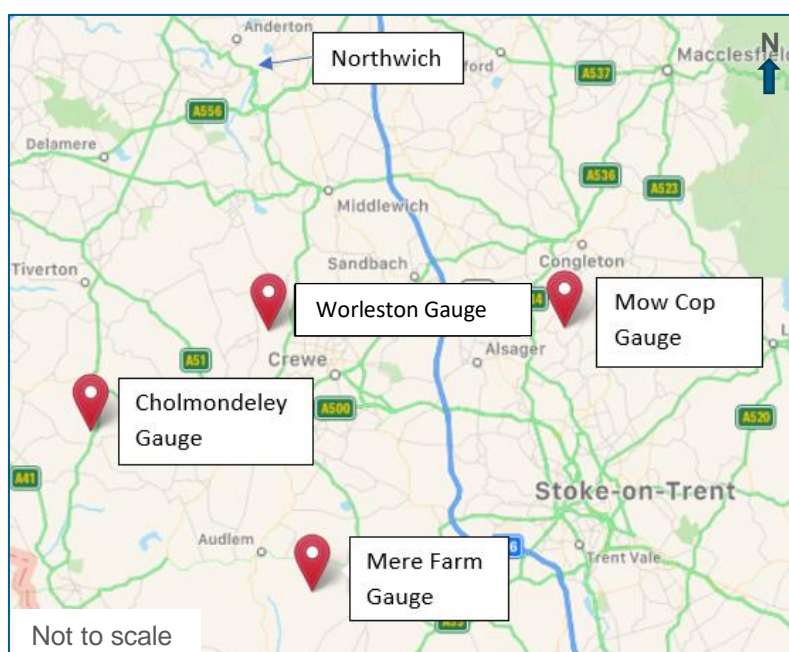 Anderton
Northwich
ford
Macclesfield
N
A537
A556
Delamere
A536
A523
Middlewich
Congleton
Sandbach
Tiverton
Worleston Gauge
Mow Cop
Gauge
A51
Crewe
Alsager
Cholmondeley
Gauge
A500
A520
A41
Stoke-on-Trent
Audlem
Mere Farm
Gauge
Trent Vale
Not to scale